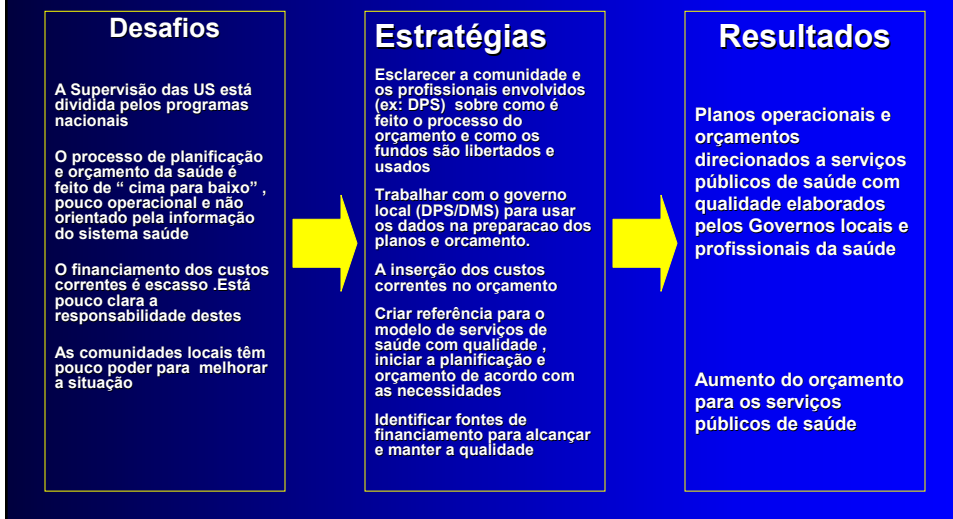 Desafios
A Supervisão das US está
dividida pelos programas
nacionais
O processo de planificação
e orçamento da saúde é
feito de “ cima para baixo” ,
pouco operacional e não
orientado pela informação
do sistema saúde
O financiamento dos custos
correntes é escasso .Está
pouco clara a
responsabilidade destes
As comunidades locais têm
pouco poder para melhorar
a situação
Estratégias
Esclarecer a comunidade e
os profissionais envolvidos
(ex: DPS) sobre como é
feito o processo do
orçamento e como os
fundos são libertados e
usados
Trabalhar com o governo
local (DPS/DMS) para usar
os dados na preparacao dos
planos e orcamento.
A inserção dos custos
correntes no orçamento
Criar referência para o
modelo de serviços de
saúde com qualidade ,
iniciar a planificação e
orçamento de acordo com
as necessidades
Identificar fontes de
financiamento para alcançar
e manter a qualidade
Resultados
Planos operacionais e
orçamentos
direcionados a serviços
públicos de saúde com
qualidade elaborados
pelos Governos locais e
profissionais da saúde
Aumento do orçamento
para os serviços
públicos de saúde